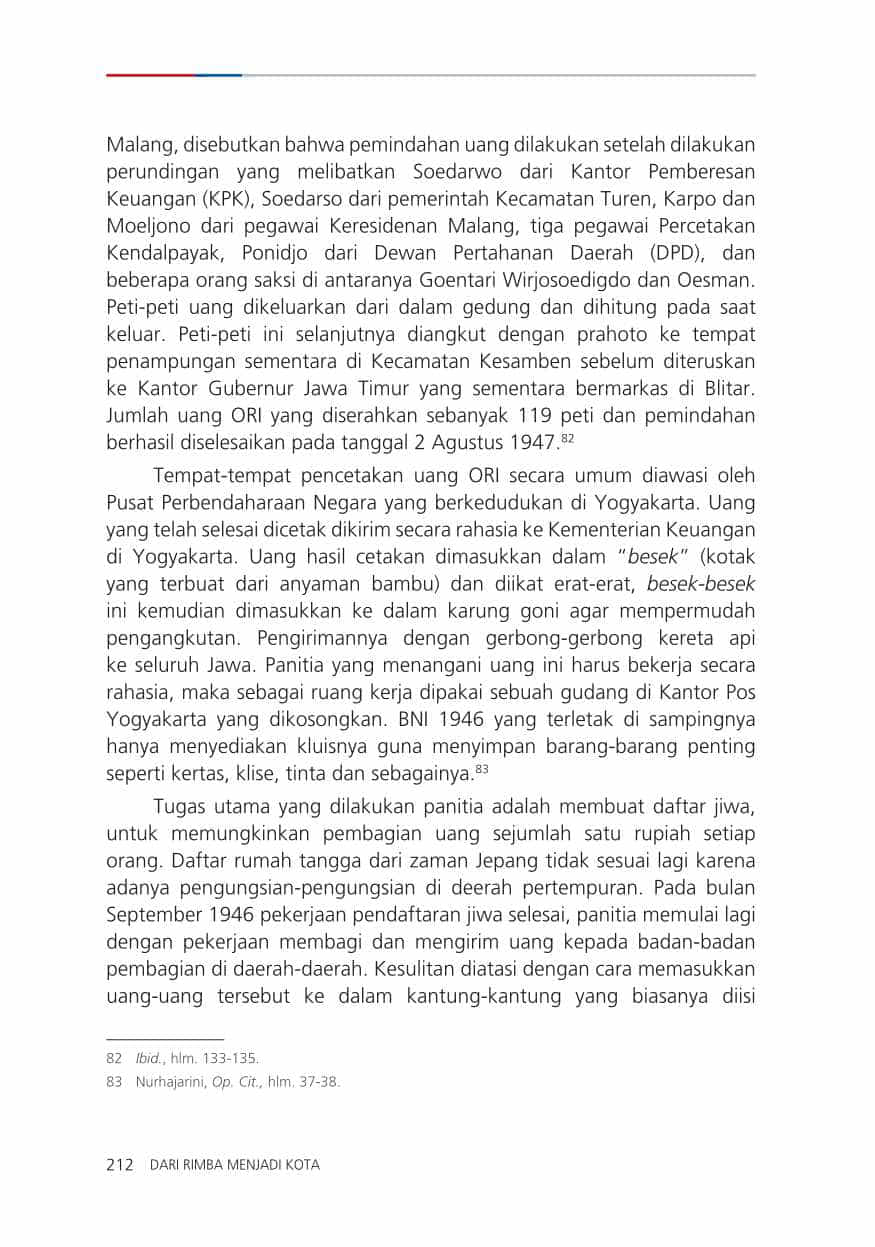 Malang, disebutkan bahwa pemindahan uang dilakukan setelah dilakukan
perundingan yang melibatkan Soedarwo dari Kantor Pemberesan
Keuangan (KPK), Soedarso dari pemerintah Kecamatan Turen, Karpo dan
Moeljono dari pegawai Keresidenan Malang, tiga pegawai Percetakan
Kendalpayak, Ponidjo dari Dewan Pertahanan Daerah (DPD), dan
beberapa orang saksi di antaranya Goentari Wirjosoedigdo dan Oesman.
Peti-peti uang dikeluarkan dari dalam gedung dan dihitung pada saat
keluar. Peti-peti ini selanjutnya diangkut dengan prahoto ke tempat
penampungan sementara di Kecamatan Kesamben sebelum diteruskan
ke Kantor Gubernur Jawa Timur yang sementara bermarkas di Blitar.
Jumlah uang ORI yang diserahkan sebanyak 119 peti dan pemindahan
berhasil diselesaikan pada tanggal 2 Agustus 1947.82
Tempat-tempat pencetakan uang ORI secara umum diawasi oleh
Pusat Perbendaharaan Negara yang berkedudukan di Yogyakarta. Uang
yang telah selesai dicetak dikirim secara rahasia ke Kementerian Keuangan
di Yogyakarta. Uang hasil cetakan dimasukkan dalam “besek” (kotak
yang terbuat dari anyaman bambu) dan diikat erat-erat, besek-besek
ini kemudian dimasukkan ke dalam karung goni agar mempermudah
pengangkutan. Pengirimannya dengan gerbong-gerbong kereta api
ke seluruh Jawa. Panitia yang menangani uang ini harus bekerja secara
rahasia, maka sebagai ruang kerja dipakai sebuah gudang di Kantor Pos
Yogyakarta yang dikosongkan. BNI 1946 yang terletak di sampingnya
hanya menyediakan kluisnya guna menyimpan barang-barang penting
seperti kertas, klise, tinta dan sebagainya.83
Tugas utama yang dilakukan panitia adalah membuat daftar jiwa,
untuk memungkinkan pembagian uang sejumlah satu rupiah setiap
orang. Daftar rumah tangga dari zaman Jepang tidak sesuai lagi karena
adanya pengungsian-pengungsian di deerah pertempuran. Pada bulan
September 1946 pekerjaan pendaftaran jiwa selesai, panitia memulai lagi
dengan pekerjaan membagi dan mengirim uang kepada badan-badan
pembagian di daerah-daerah. Kesulitan diatasi dengan cara memasukkan
uang-uang tersebut ke dalam kantung-kantung yang biasanya diisi
82 Ibid., hlm. 133-135.
83 Nurhajarini, Op. Cit., hlm. 37-38.
212 DARI RIMBA MENJADI KOTA